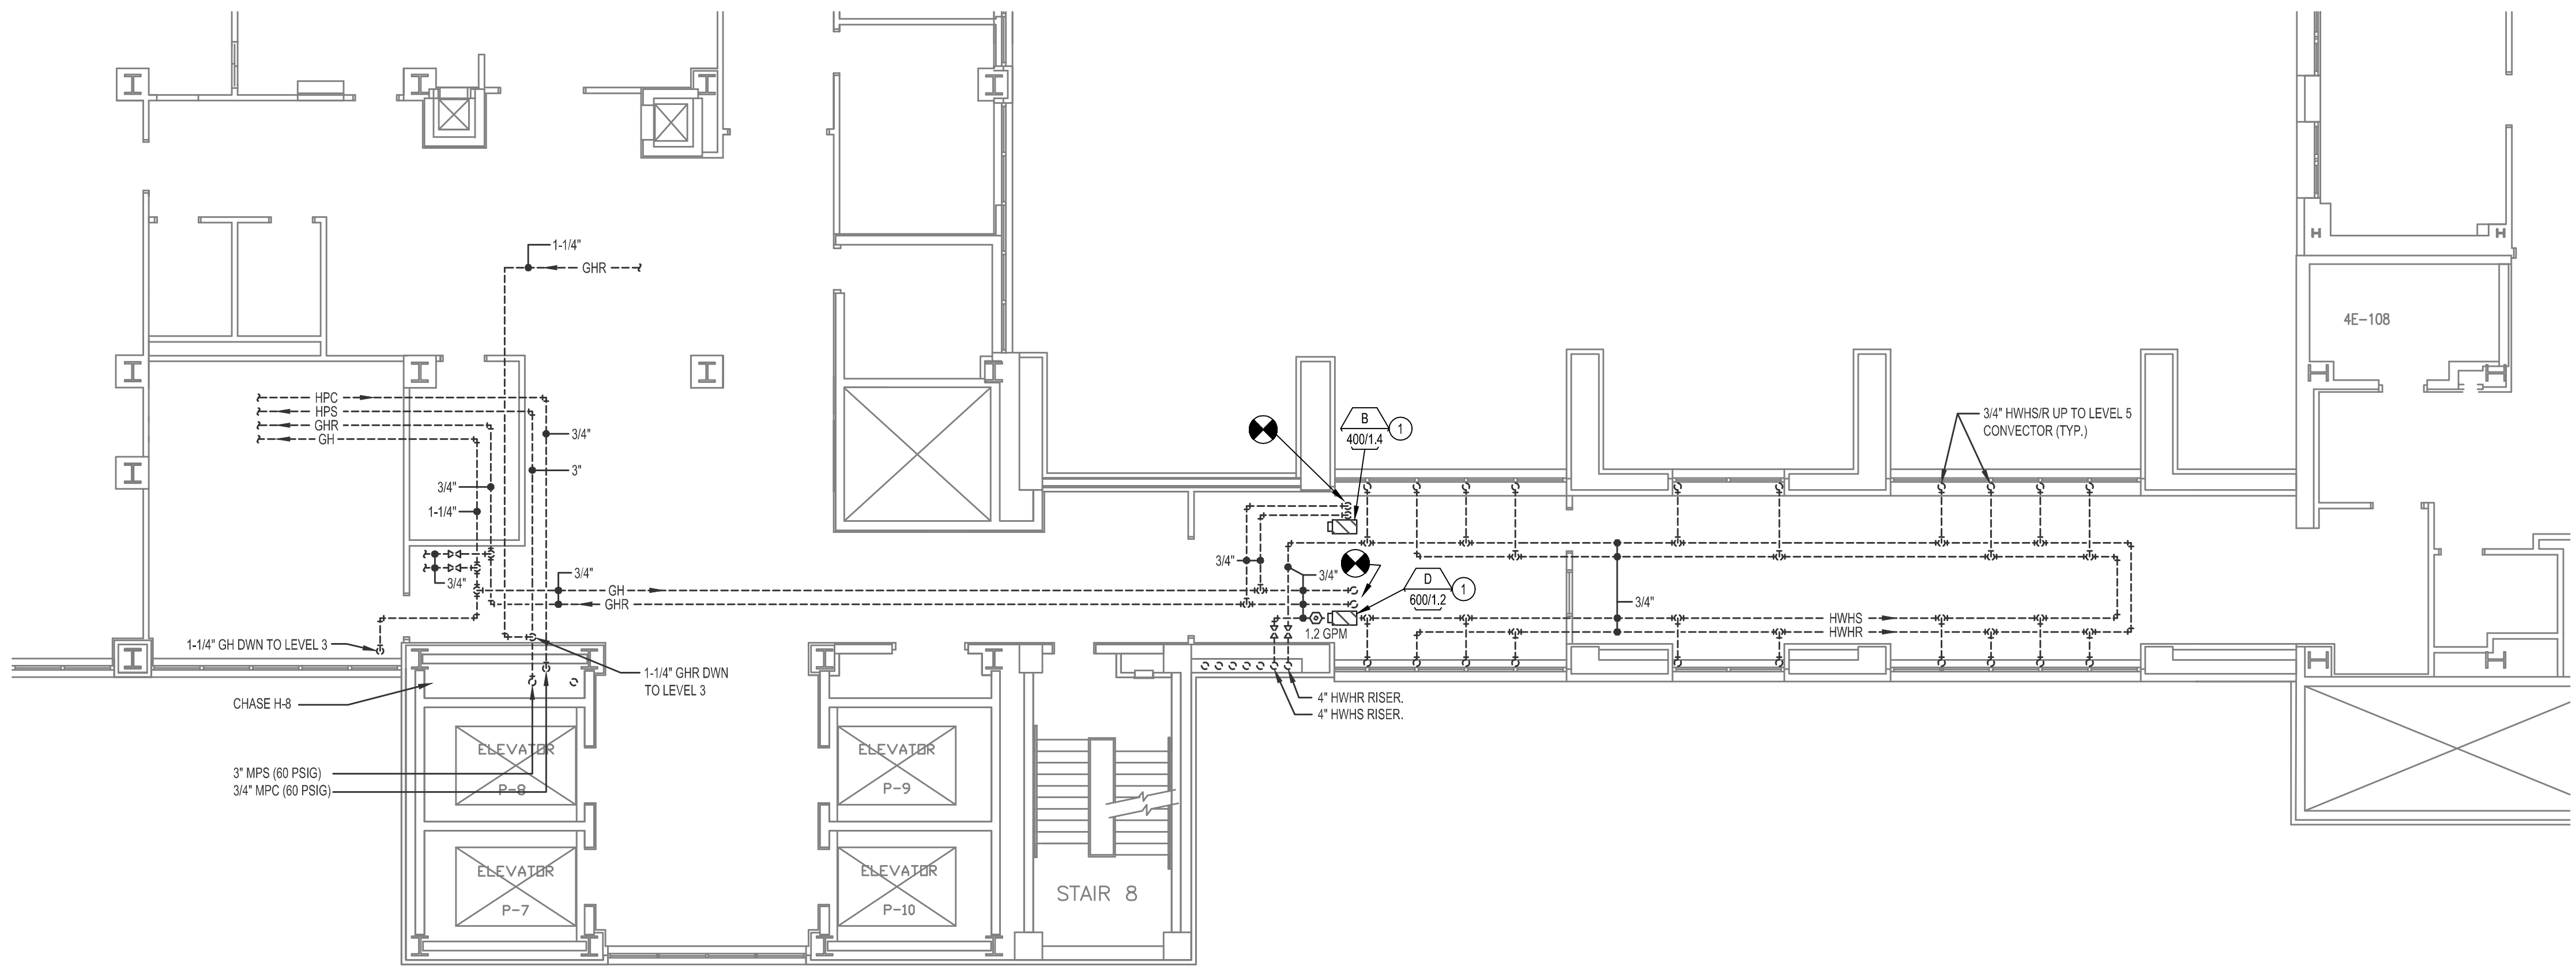 1-1/4"
GHR
4E-108
HPC
HPS
GHR
GH
3/4"
3"
3/4"
1-1/4"
3/4"
B
400/1.4
1
3/4" HWHS/R UP TO LEVEL 5
CONVECTOR (TYP.)
3/4"
GH
GHR
3/4"
3/4"
D
600/1.2
1
1.2 GPM
3/4"
HWHS
HWHR
1-1/4" GH DWN TO LEVEL 3
1-1/4" GHR DWN
TO LEVEL 3
CHASE H-8
4" HWHR RISER.
4" HWHS RISER.
ELEVATOR
P-8
ELEVATOR
P-9
3" MPS (60 PSIG)
3/4" MPC (60 PSIG)
ELEVATOR
P-7
ELEVATOR
P-10
STAIR 8